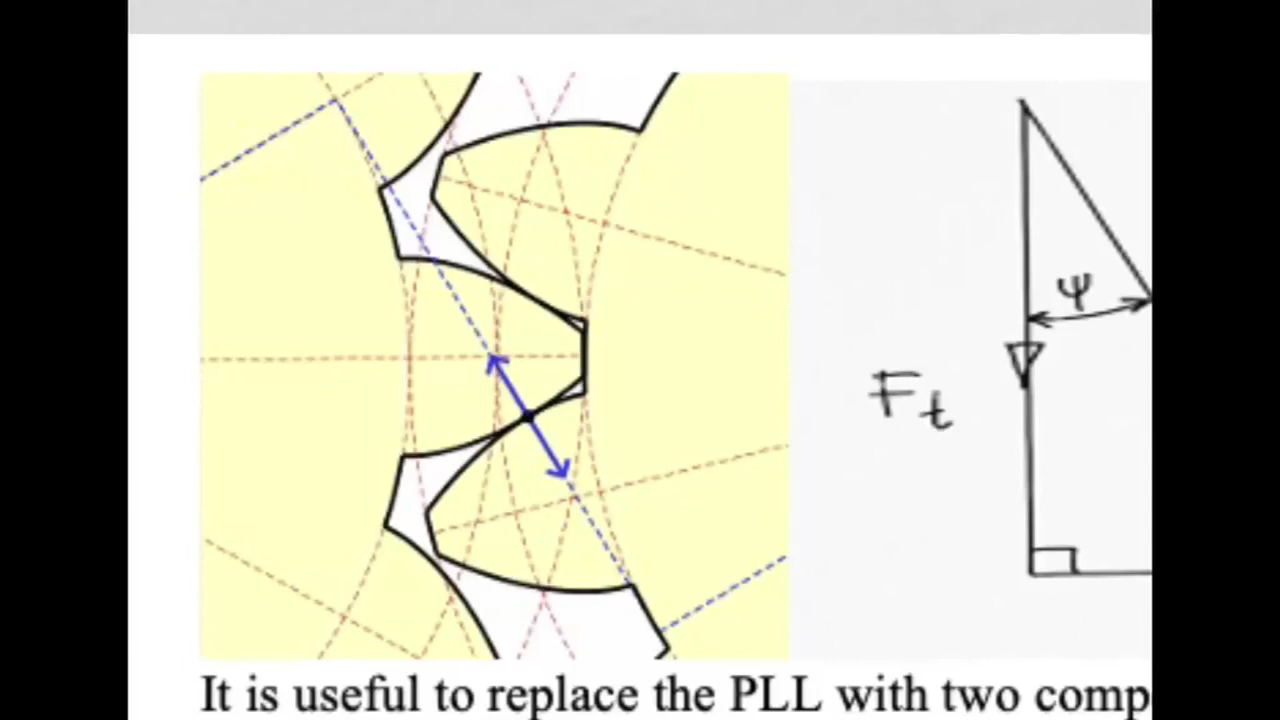 ψ
Ft
It is useful to replace the PLL with two comp